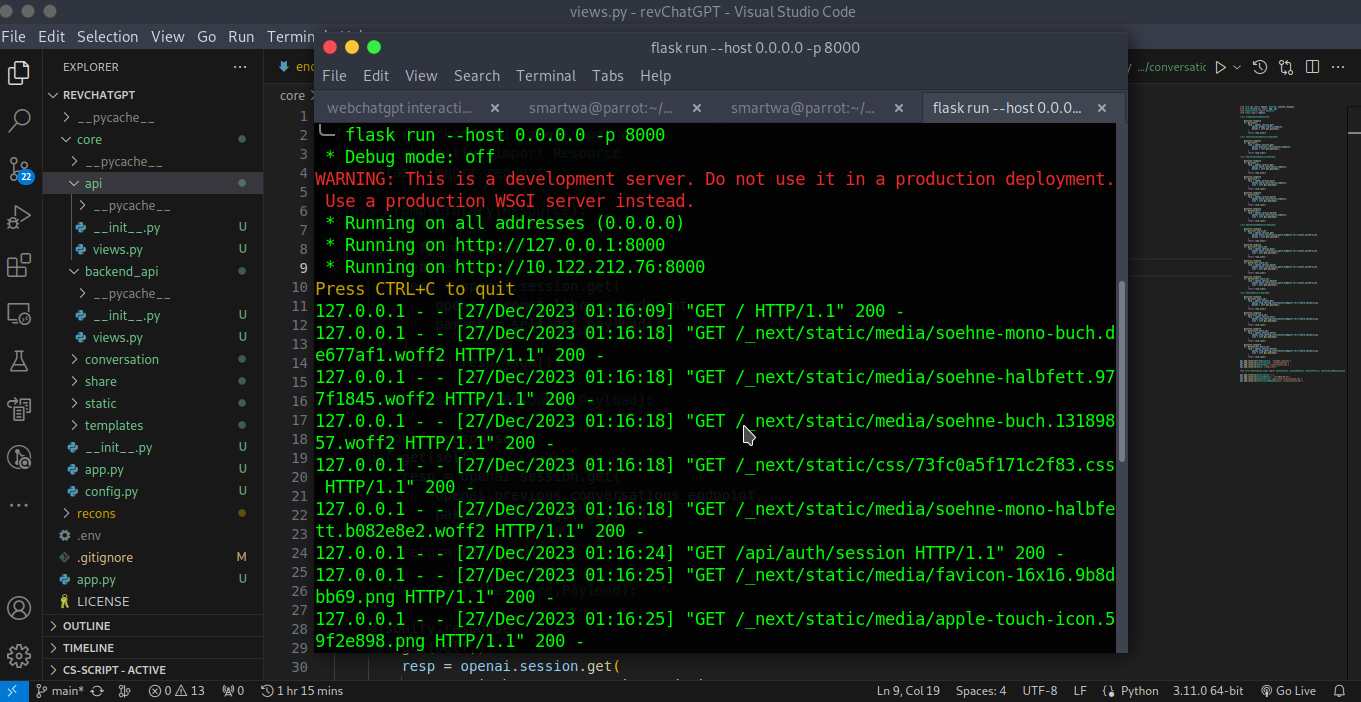 views.py - revChatGPT - Visual Studio Code
File Edit Selection View Go Run Termin
EXPLORER
REVCHATGPT
__pycache__
core
__pycache__
api
__pycache__
__init__.py U
views.py U
backend_api
__pycache__
__init__.py U
views.py U
conversation
share
static
templates
__init__.py U
app.py U
config.py U
recons
.env
.gitignore M
app.py U
LICENSE
OUTLINE
TIMELINE
CS-SCRIPT - ACTIVE
22
enc
core
.../conversatic
1
2
3
4
5
6
7
8
9
10
11
12
13
14
15
16
17
18
19
20
21
22
23
24
25
26
27
28
29
30
flask run --host 0.0.0.0 -p 8000
File Edit View Search Terminal Tabs Help
webchatgpt interacti... × smartwa@parrot:~/... × smartwa@parrot:~/... × flask run --host 0.0.0... ×
flask run --host 0.0.0.0 -p 8000
* Debug mode: off
WARNING: This is a development server. Do not use it in a production deployment.
Use a production WSGI server instead.
* Running on all addresses (0.0.0.0)
* Running on http://127.0.0.1:8000
* Running on http://10.122.212.76:8000
Press CTRL+C to quit
127.0.0.1 - - [27/Dec/2023 01:16:09] "GET / HTTP/1.1" 200 -
127.0.0.1 - - [27/Dec/2023 01:16:18] "GET /_next/static/media/soehne-mono-buch.d
e677af1.woff2 HTTP/1.1" 200 -
127.0.0.1 - - [27/Dec/2023 01:16:18] "GET /_next/static/media/soehne-halbfett.97
7f1845.woff2 HTTP/1.1" 200 -
127.0.0.1 - - [27/Dec/2023 01:16:18] "GET /_next/static/media/soehne-buch.131898
57.woff2 HTTP/1.1" 200 -
127.0.0.1 - - [27/Dec/2023 01:16:18] "GET /_next/static/css/73fc0a5f171c2f83.css
HTTP/1.1" 200 -
127.0.0.1 - - [27/Dec/2023 01:16:18] "GET /_next/static/media/soehne-mono-halbfe
tt.b082e8e2.woff2 HTTP/1.1" 200 -
127.0.0.1 - - [27/Dec/2023 01:16:24] "GET /api/auth/session HTTP/1.1" 200 -
127.0.0.1 - - [27/Dec/2023 01:16:25] "GET /_next/static/media/favicon-16x16.9b8d
bb69.png HTTP/1.1" 200 -
127.0.0.1 - - [27/Dec/2023 01:16:25] "GET /_next/static/media/apple-touch-icon.5
9f2e898.png HTTP/1.1" 200 -
resp = openai.session.get(
main* 0 13 0 1 hr 15 mins Ln 9, Col 19 Spaces: 4 UTF-8 LF Python 3.11.0 64-bit Go Live